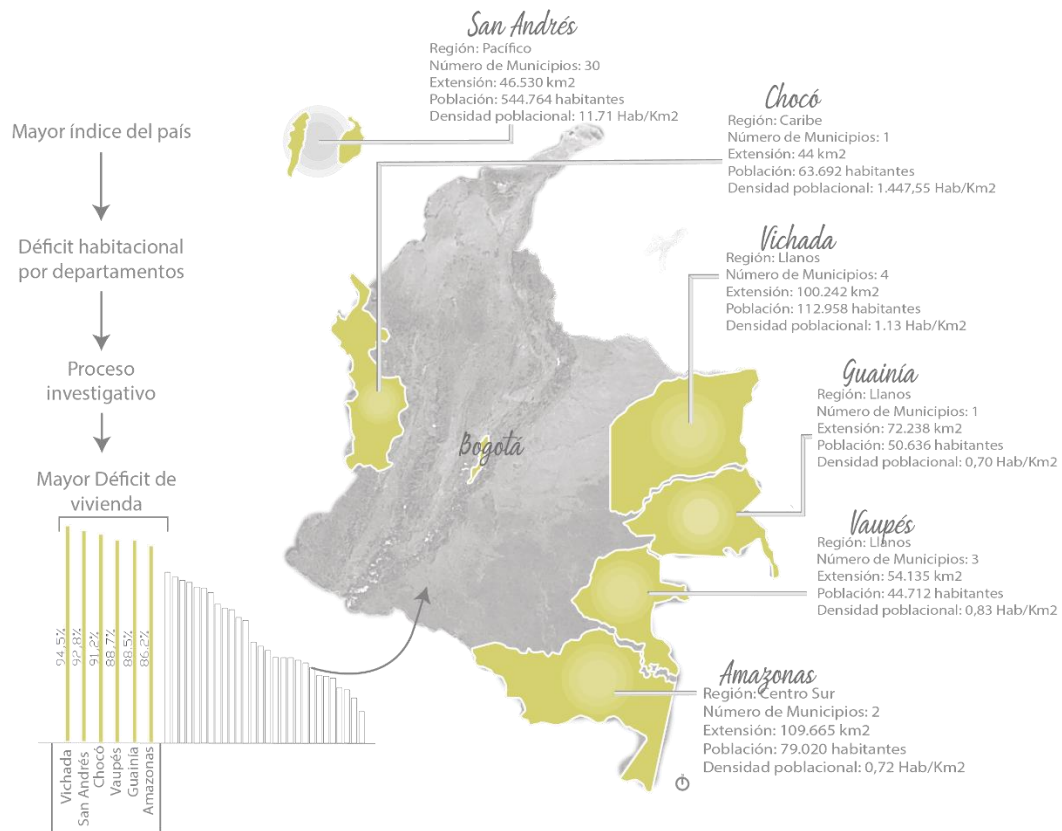 San Andrés
Región: Pacífico
Número de Municipios: 30
Extensión: 46.530 km2
Población: 544.764 habitantes
Densidad poblacional: 11.71 Hab/Km2
Chocó
Región: Caribe
Número de Municipios: 1
Extensión: 44 km2
Población: 63.692 habitantes
Densidad poblacional: 1.447,55 Hab/Km2
Vichada
Región: Llanos
Número de Municipios: 4
Extensión: 100.242 km2
Población: 112.958 habitantes
Densidad poblacional: 1.13 Hab/Km2
Guainía
Región: Llanos
Número de Municipios: 1
Extensión: 72.238 km2
Población: 50.636 habitantes
Densidad poblacional: 0,70 Hab/Km2
Vaupés
Región: Llanos
Número de Municipios: 3
Extensión: 54.135 km2
Población: 44.712 habitantes
Densidad poblacional: 0,83 Hab/Km2
Amazonas
Región: Centro Sur
Número de Municipios: 2
Extensión: 109.665 km2
Población: 79.020 habitantes
Densidad poblacional: 0,72 Hab/Km2
Bogotá
Mayor índice del país
Déficit habitacional
por departamentos
Proceso
investigativo
Mayor Déficit de
vivienda
94,5%
92,8%
91,2%
88,7%
88,5%
86,2%
Vichada
San Andrés
Chocó
Vaupés
Guainía
Amazonas